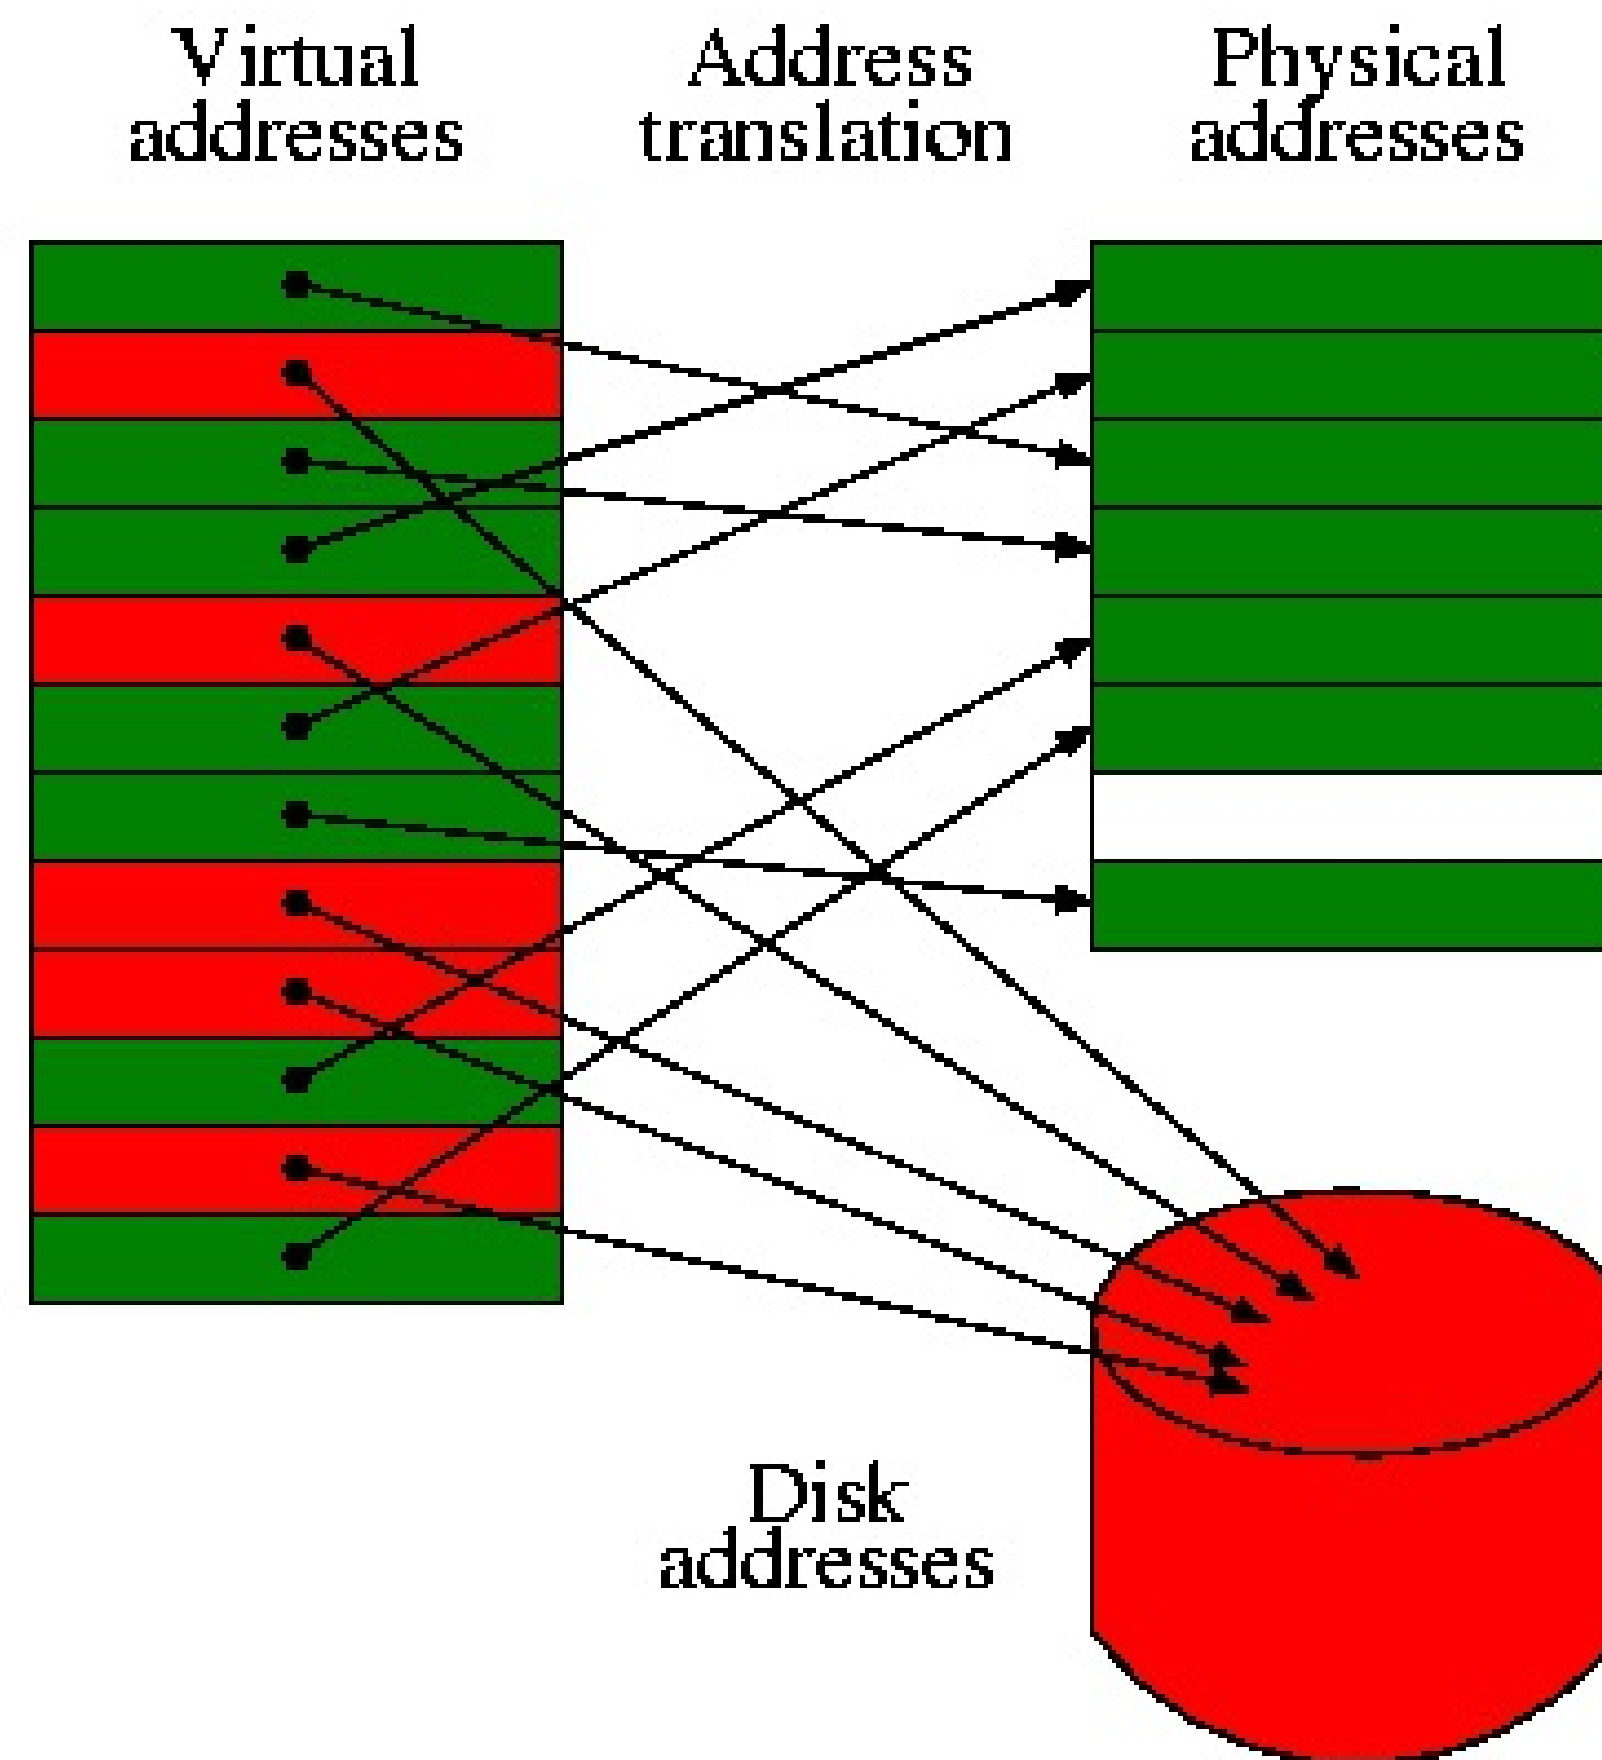 Virtual
addresses
Address
translation
Physical
addresses
Disk
addresses